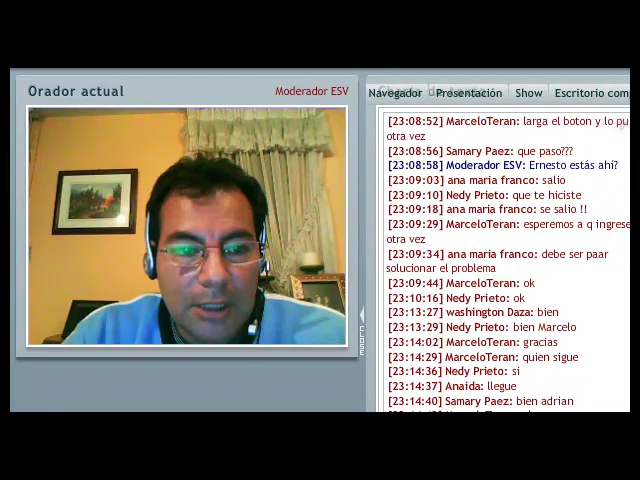 Orador actual
Moderador ESV
Navegador
Presentación
Show
Escritorio com
[23:08:52] MarceloTeran: larga el boton y lo pu
otra vez
[23:08:56] Samary Paez: que paso???
[23:08:58] Moderador ESV: Ernesto estás ahí?
[23:09:03] ana maria franco: salio
[23:09:10] Nedy Prieto: que te hiciste
[23:09:18] ana maria franco: se salio !!
[23:09:29] MarceloTeran: esperemos a q ingrese
otra vez
[23:09:34] ana maria franco: debe ser paar
solucionar el problema
[23:09:44] MarceloTeran: ok
[23:10:16] Nedy Prieto: ok
[23:13:27] washington Daza: bien
[23:13:29] Nedy Prieto: bien Marcelo
[23:14:02] MarceloTeran: gracias
[23:14:29] MarceloTeran: quien sigue
[23:14:36] Nedy Prieto: si
[23:14:37] Anaida: llegue
[23:14:40] Samary Paez: bien adrian